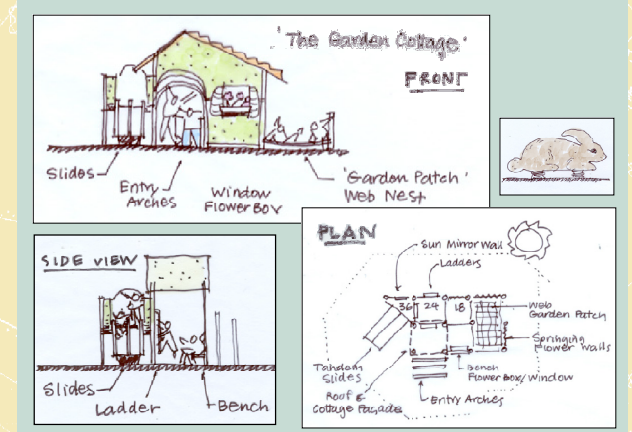 'The Garden Cottage'
FRONT
Slides
Entry
Arches
Window
Flower Box
'Garden Patch'
Web Nest
SIDE VIEW
Slides
Ladder
Bench
PLAN
Sun Mirror Wall
Ladders
36 24 18
Web
Garden Patch
Springing
Flower Walls
Tandom
Slides
Roof &
Cottage Façades
Bench
Flower Box/Window
Entry Arches